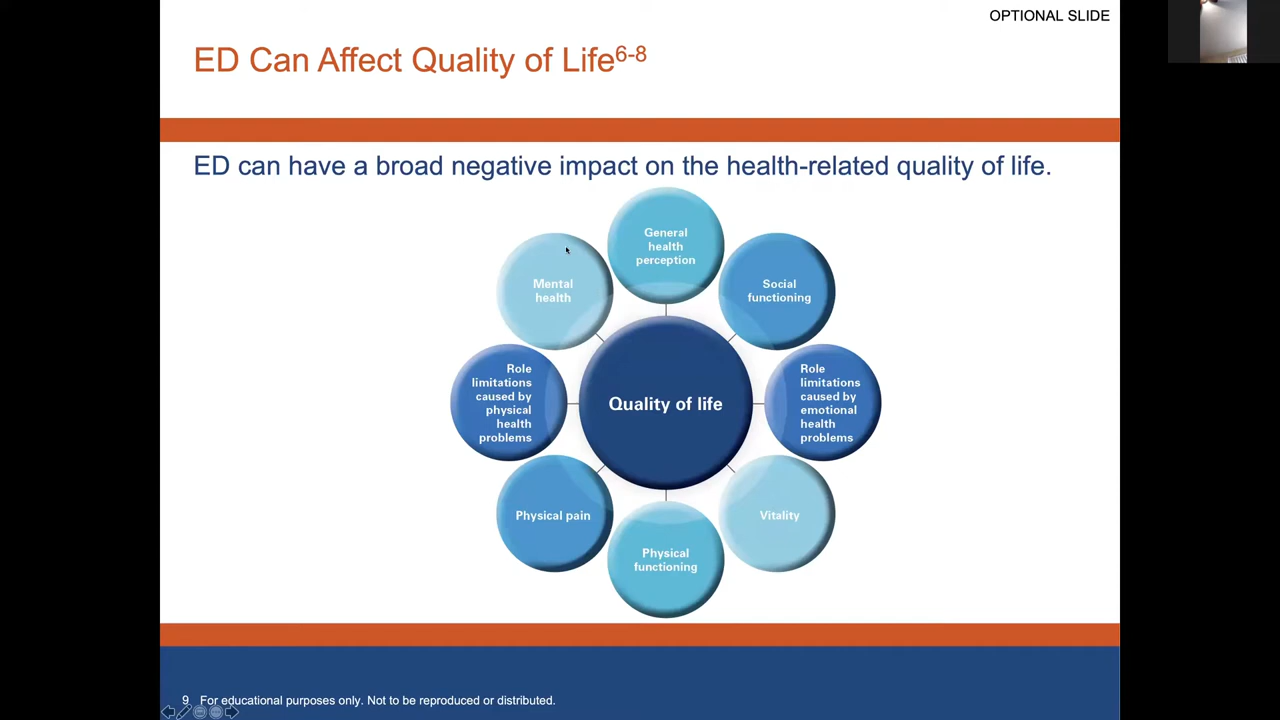 OPTIONAL SLIDE
ED Can Affect Quality of Life6-8
ED can have a broad negative impact on the health-related quality of life.
General
health
perception
Social
functioning
Role
limitations
caused by
emotional
health
problems
Vitality
Physical
functioning
Physical pain
Role
limitations
caused by
physical
health
problems
Mental
health
Quality of life
9 For educational purposes only. Not to be reproduced or distributed.